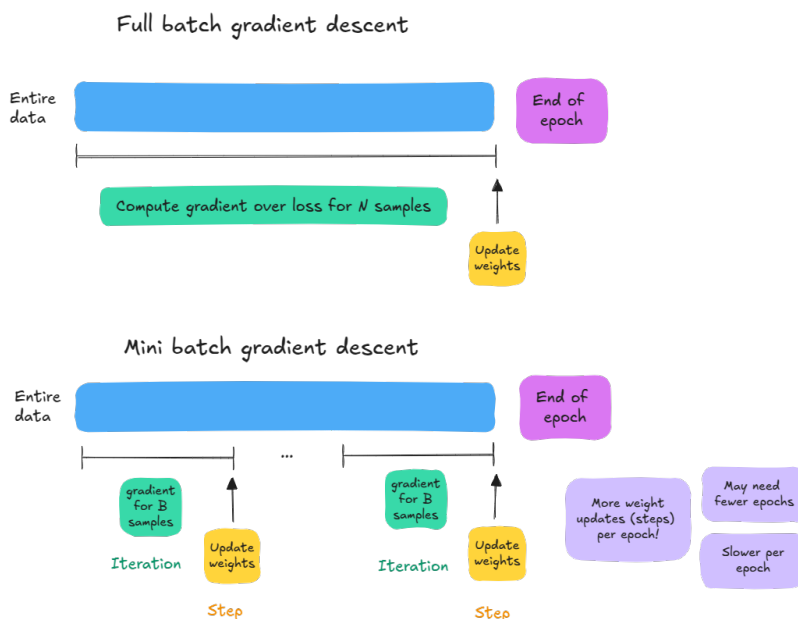 Full batch gradient descent
Entire
data
End of
epoch
Compute gradient over loss for N samples
Update
weights
Mini batch gradient descent
Entire
data
End of
epoch
...
gradient
for B
samples
Update
weights
Iteration
Step
gradient
for B
samples
Update
weights
Iteration
Step
More weight
updates (steps)
per epoch!
May need
fewer epochs
Slower per
epoch